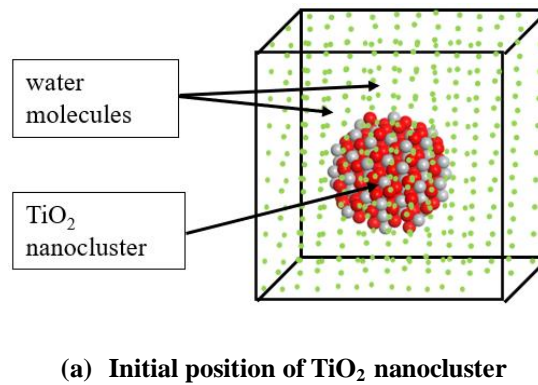 water
molecules
TiO₂
nanocluster
(a) Initial position of TiO₂ nanocluster